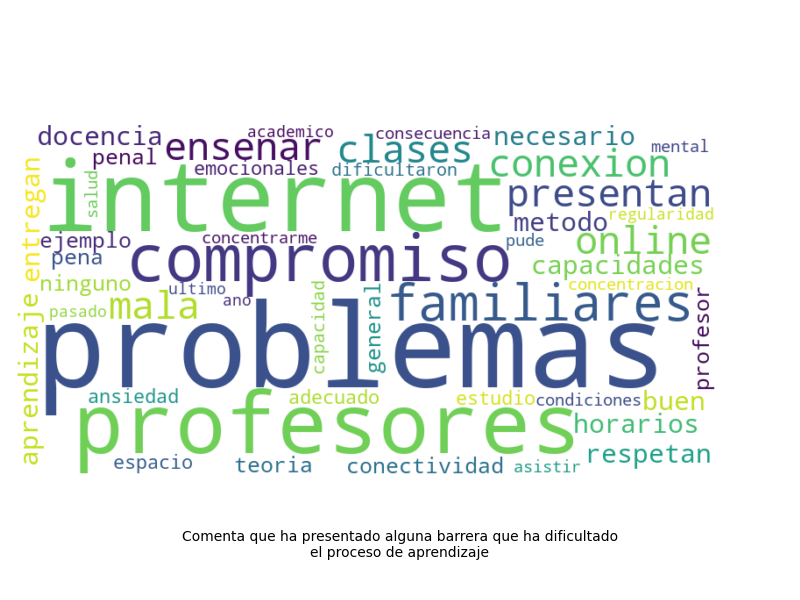 docencia
academico
consecuencia
necesario
penal
ensenar
clases
mental
emocionales
dificultaron
conexion
salud
internet
presentan
entregan
ejemplo
concentrarme
metodo
regularidad
pude
online
pena
compromiso
capacidades
ninguno
ultimo
concentracion
pasado
mala
ano
capacidad
general
familiares
profesor
aprendizaje
problemas
ansiedad
adecuado
estudio
condiciones
buen
profesores
horarios
espacio
teoria
conectividad
asistir
respetan
Comenta que ha presentado alguna barrera que ha dificultado
el proceso de aprendizaje